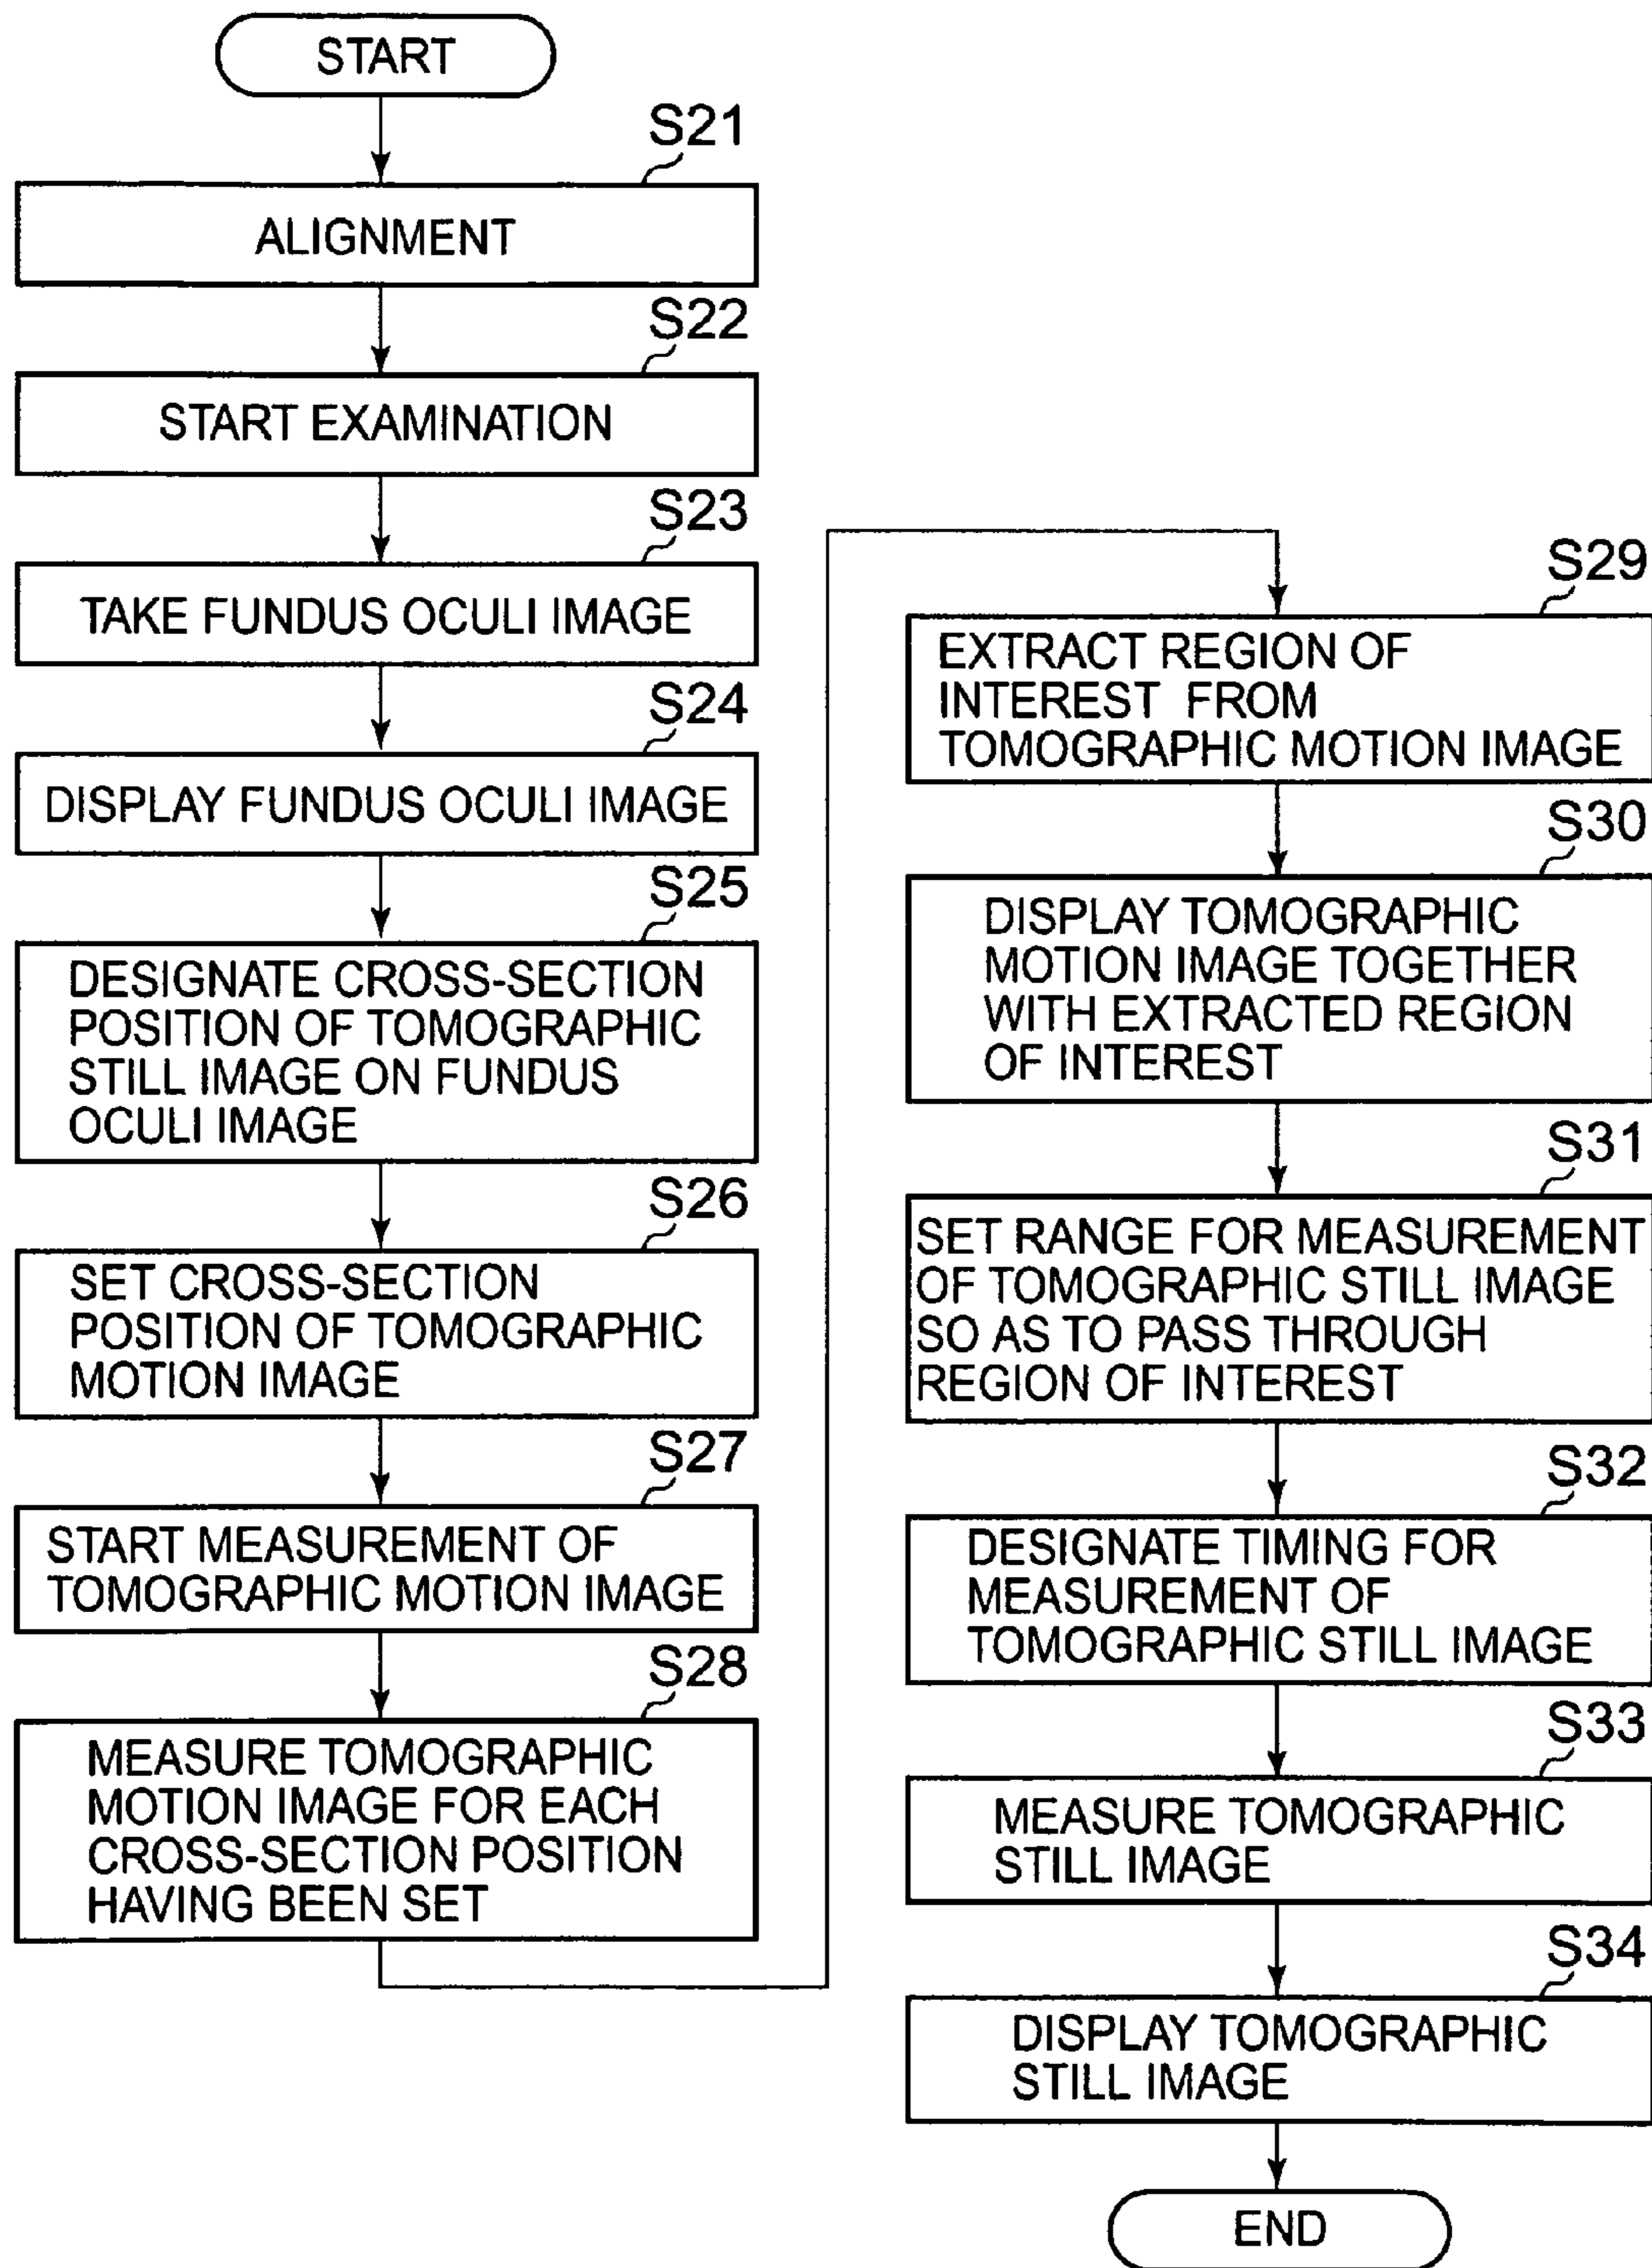 START
S21
ALIGNMENT
S22
START EXAMINATION
S23
TAKE FUNDUS OCULI IMAGE
S24
DISPLAY FUNDUS OCULI IMAGE
S25
DESIGNATE CROSS-SECTION
POSITION OF TOMOGRAPHIC
STILL IMAGE ON FUNDUS
OCULI IMAGE
S26
SET CROSS-SECTION
POSITION OF TOMOGRAPHIC
MOTION IMAGE
S27
START MEASUREMENT OF
TOMOGRAPHIC MOTION IMAGE
S28
MEASURE TOMOGRAPHIC
MOTION IMAGE FOR EACH
CROSS-SECTION POSITION
HAVING BEEN SET
S29
EXTRACT REGION OF
INTEREST FROM
TOMOGRAPHIC MOTION IMAGE
S30
DISPLAY TOMOGRAPHIC
MOTION IMAGE TOGETHER
WITH EXTRACTED REGION
OF INTEREST
S31
SET RANGE FOR MEASUREMENT
OF TOMOGRAPHIC STILL IMAGE
SO AS TO PASS THROUGH
REGION OF INTEREST
S32
DESIGNATE TIMING FOR
MEASUREMENT OF
TOMOGRAPHIC STILL IMAGE
S33
MEASURE TOMOGRAPHIC
STILL IMAGE
S34
DISPLAY TOMOGRAPHIC
STILL IMAGE
END